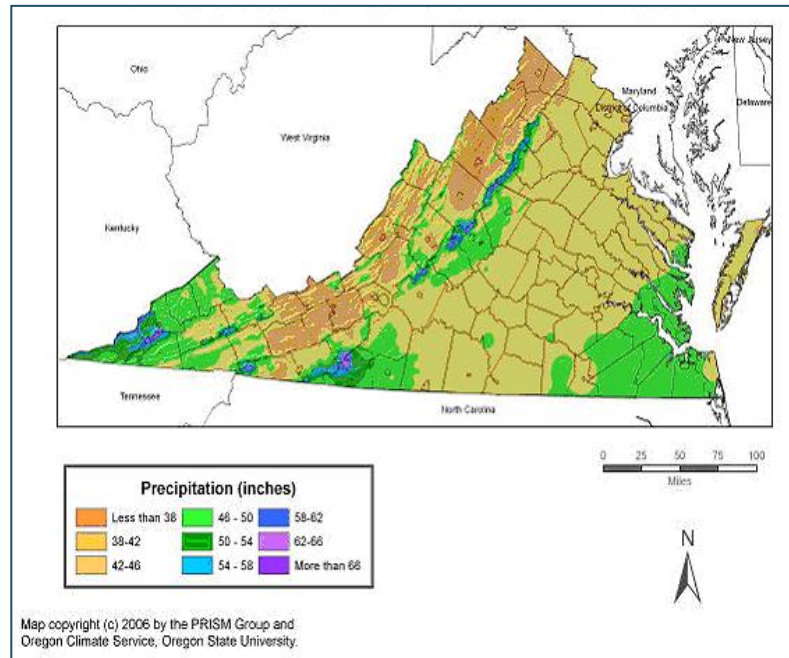 Ohio
New Jersey
Maryland
District of Columbia
Delaware
West Virginia
Kentucky
Tennessee
North Carolina
0 25 50 75 100
Miles
N
Precipitation (inches)
Less than 38
38-42
42-46
46 - 50
50 - 54
54 - 58
58-62
62-66
More than 66
Map copyright (c) 2006 by the PRISM Group and
Oregon Climate Service, Oregon State University.